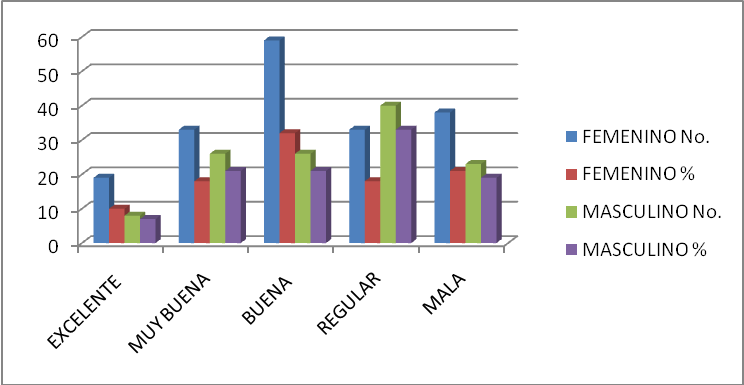 60
50
40
30
20
10
0
EXCELENTE
MUY BUENA
BUENA
REGULAR
MALA
FEMENINO No.
FEMENINO %
MASCULINO No.
MASCULINO %